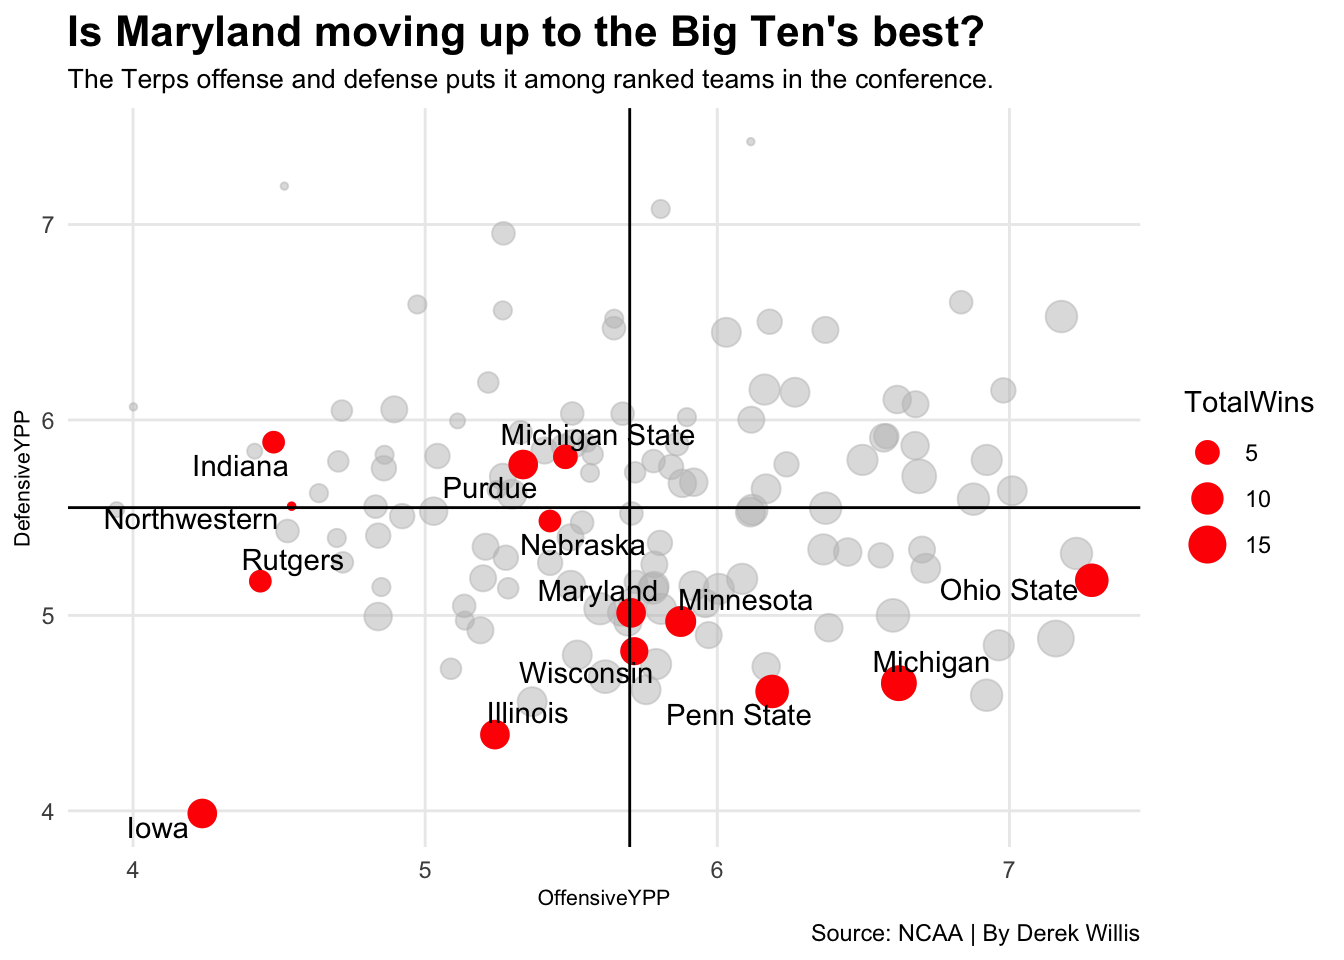 Is Maryland moving up to the Big Ten's best?
The Terps offense and defense puts it among ranked teams in the conference.
DefensiveYPP
7
6
5
4
Michigan State
Indiana
Purdue
Northwestern
Nebraska
Rutgers
Maryland
Minnesota
Ohio State
Michigan
Wisconsin
Illinois
Penn State
Iowa
4
5
6
7
OffensiveYPP
TotalWins
5
10
15
Source: NCAA | By Derek Willis